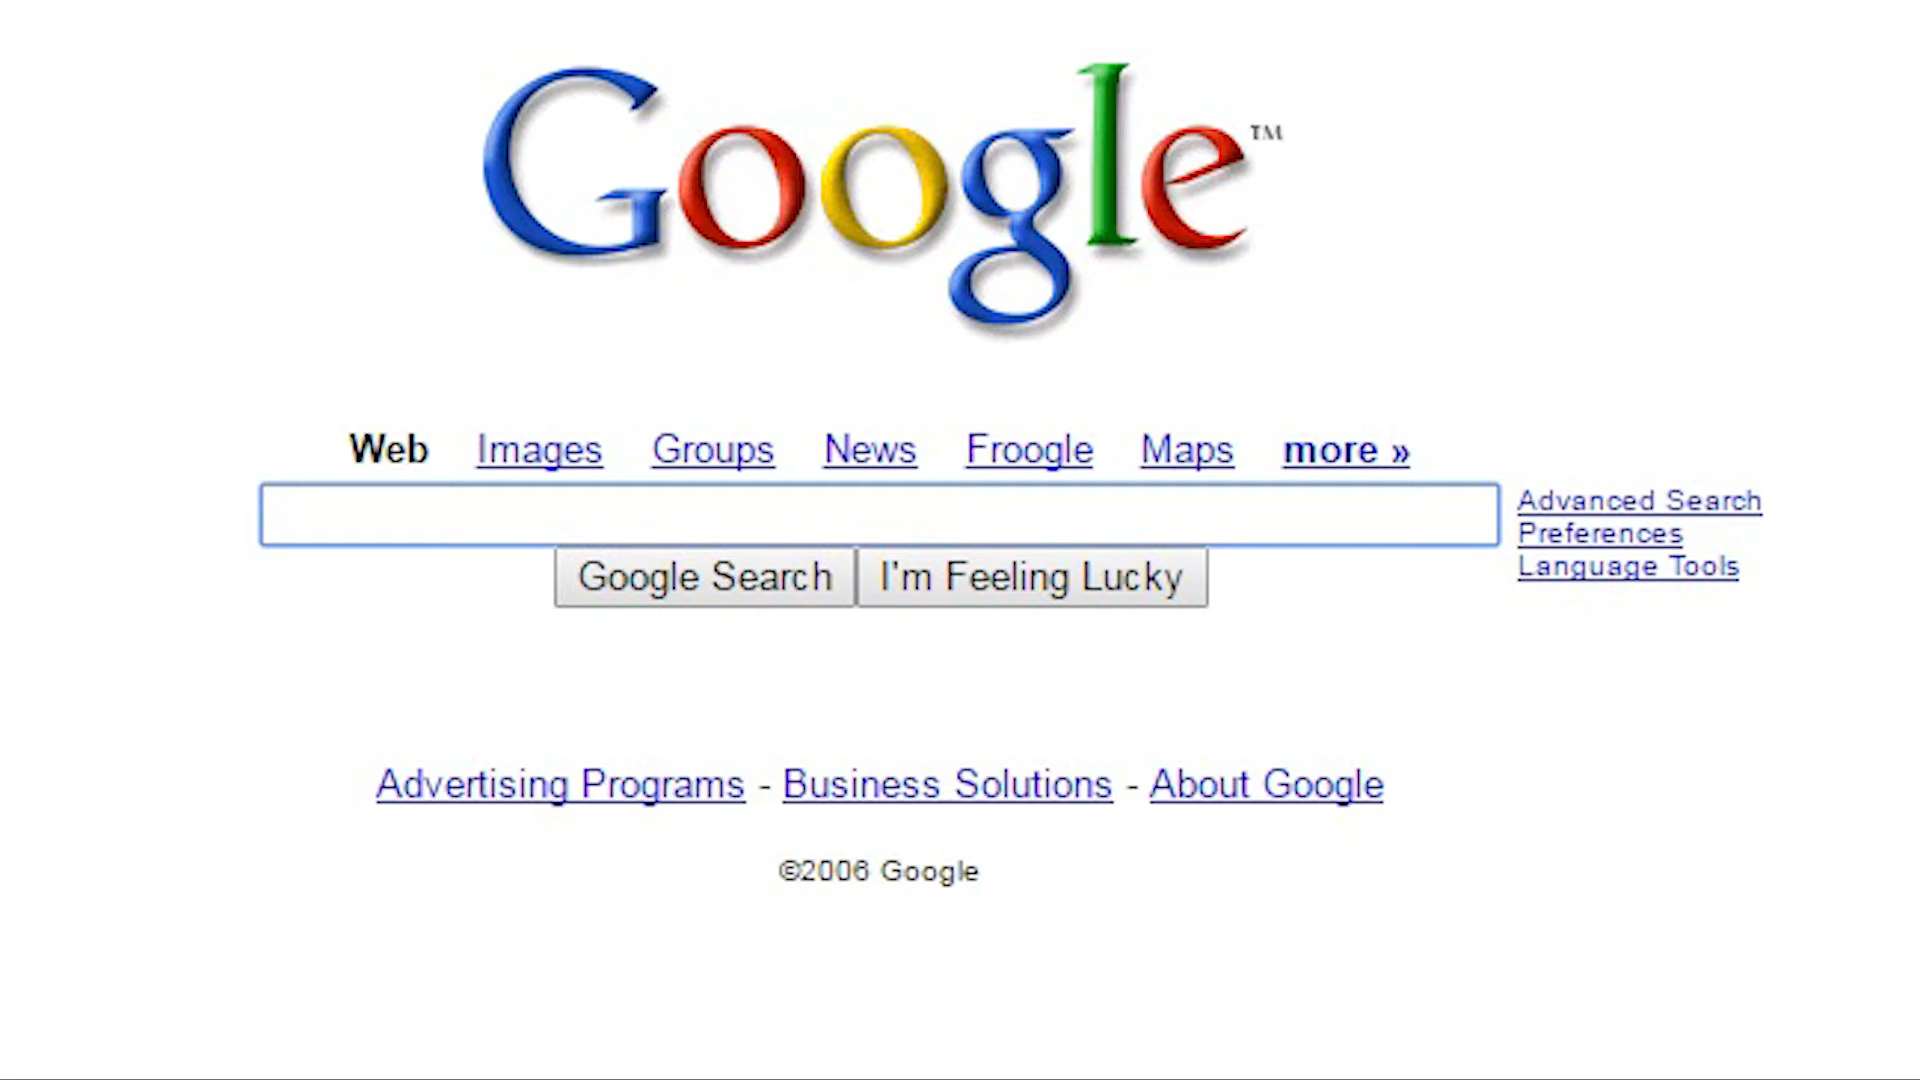 Google™
Web Images Groups News Froogle Maps more »
Advanced Search
Preferences
Language Tools
Google Search I'm Feeling Lucky
Advertising Programs - Business Solutions - About Google
©2006 Google